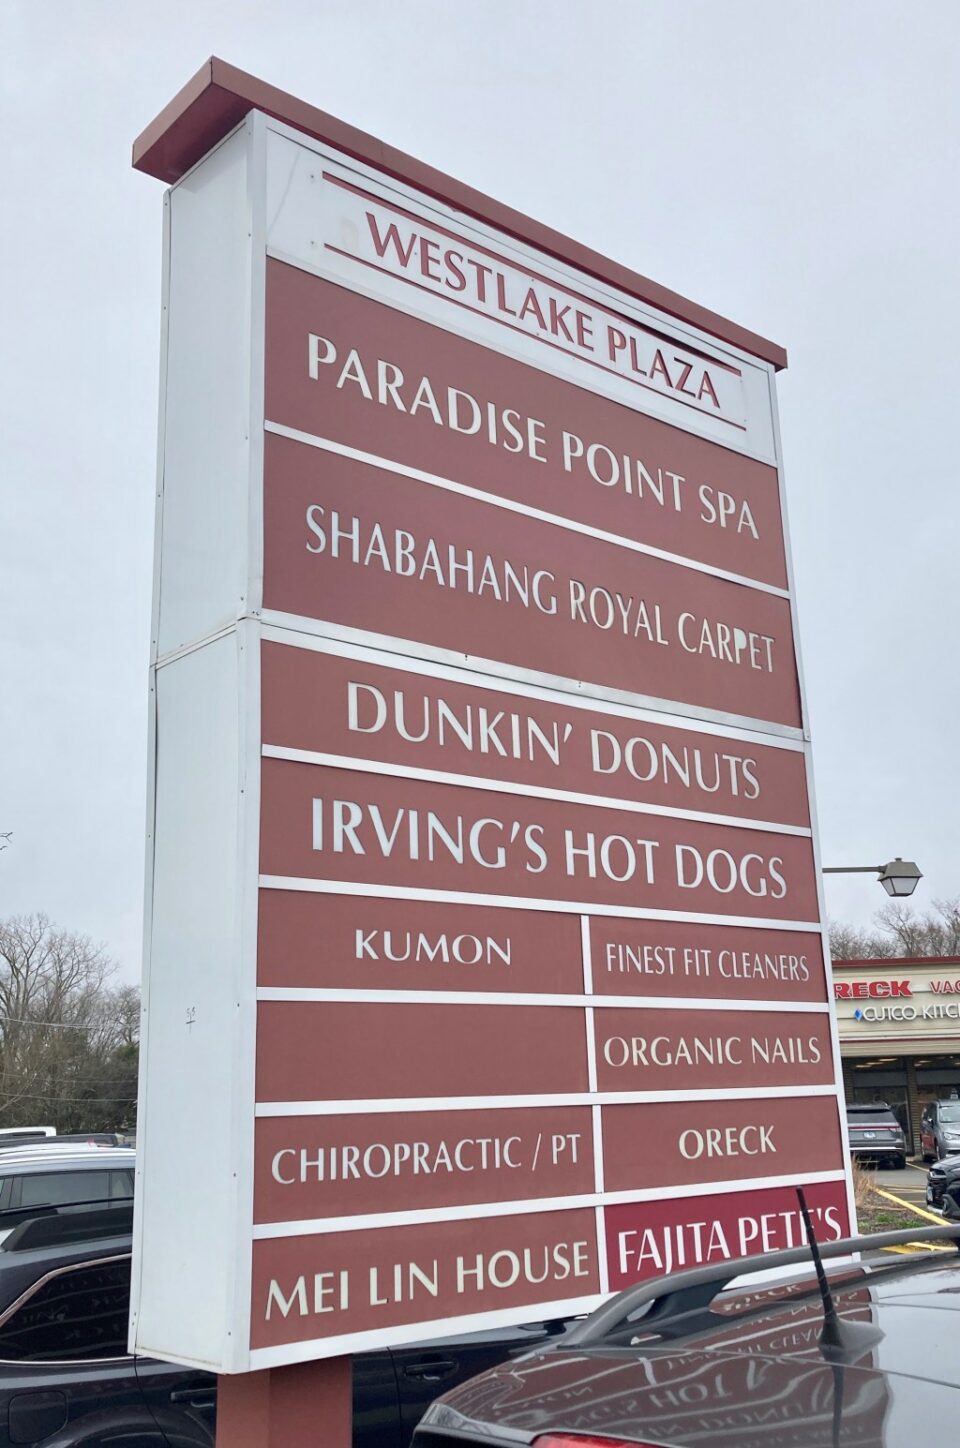 WESTLAKE PLAZA
PARADISE POINT SPA
SHABAHANG ROYAL CARPET
DUNKIN' DONUTS
IRVING'S HOT DOGS
KUMON
FINEST FIT CLEANERS
ORGANIC NAILS
CHIROPRACTIC / PT
ORECK
MEI LIN HOUSE
FAJITA PETE'S
CUTCO